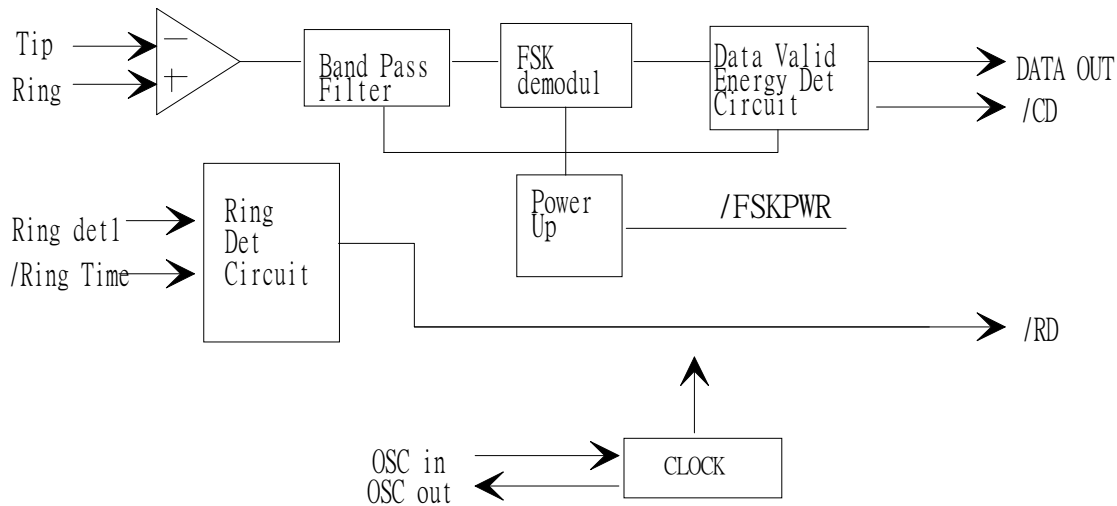 Tip
Ring
−
+
Band Pass
Filter
FSK
demodul
Data Valid
Energy Det
Circuit
DATA OUT
/CD
Power
Up
/FSKPWR
Ring det1
/Ring Time
Ring
Det
Circuit
/RD
OSC in
OSC out
CLOCK